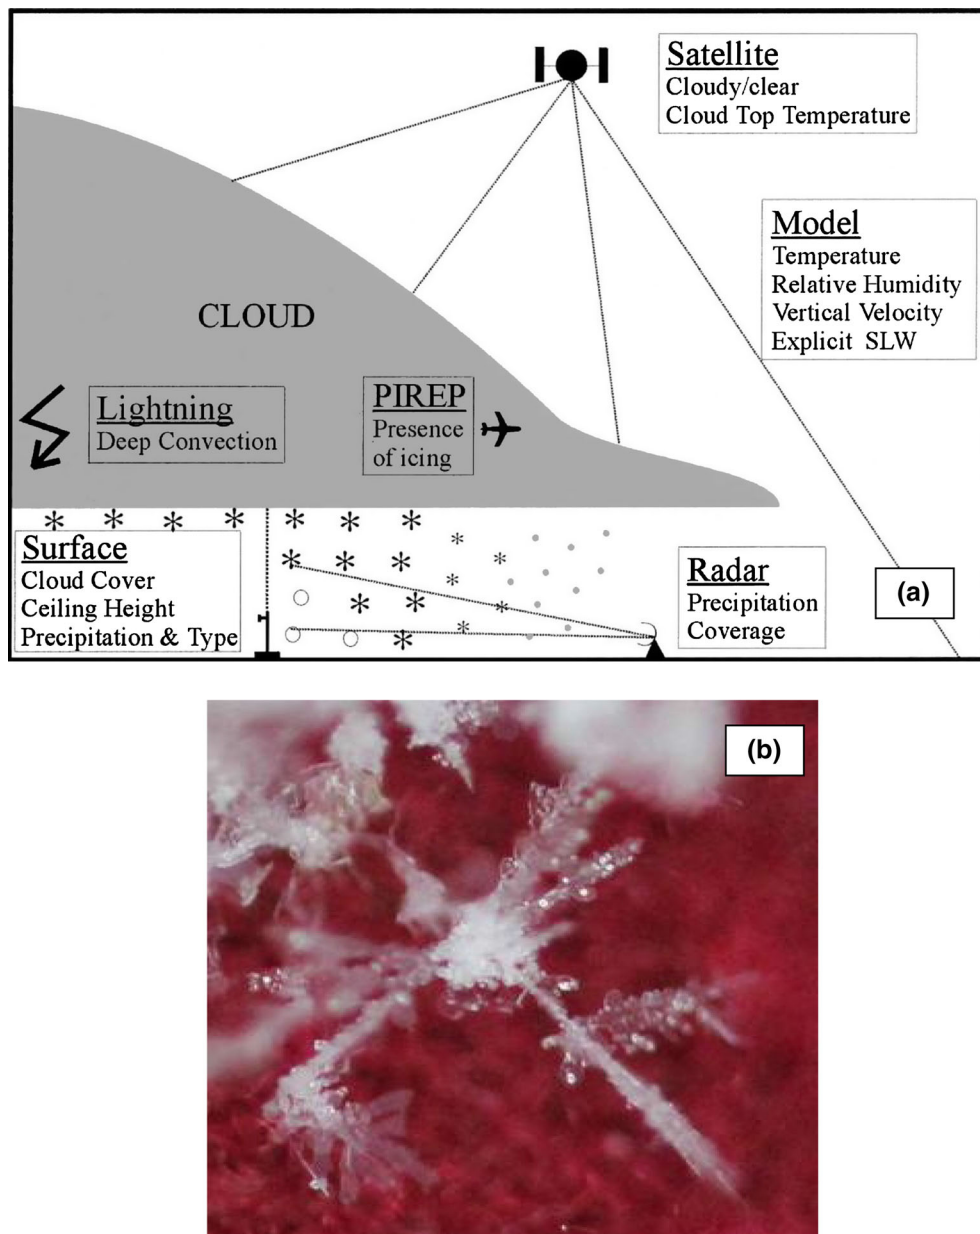 Satellite
Cloudy/clear
Cloud Top Temperature
Model
Temperature
Relative Humidity
Vertical Velocity
Explicit SLW
CLOUD
Lightning
Deep Convection
PIREP
Presence
of icing
Surface
Cloud Cover
Ceiling Height
Precipitation & Type
Radar
Precipitation
Coverage
(a)
(b)